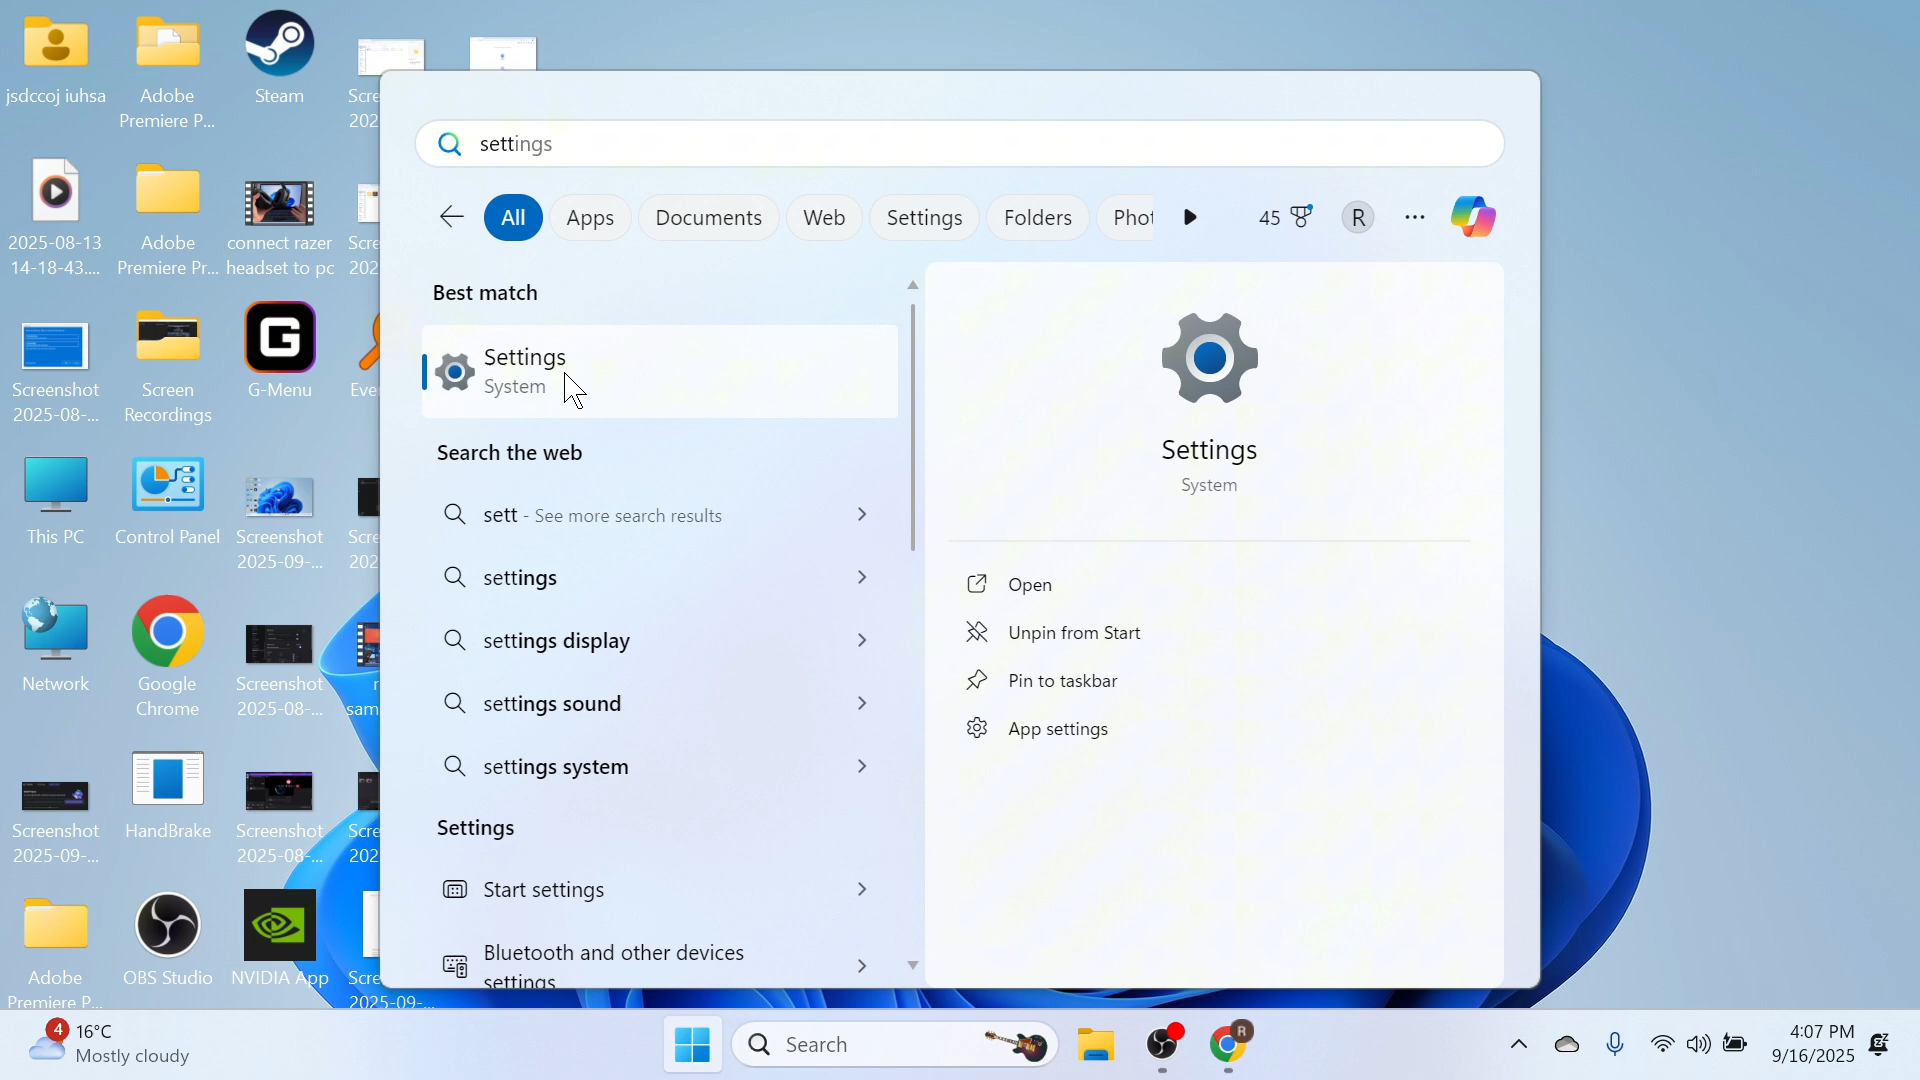 jsdccoj iuhsa
Adobe
Premiere P...
Steam
Scre
202
settings
All
Apps
Documents
Web
Settings
Folders
Phot
45
R
Best match
Settings
System
Search the web
sett - See more search results
settings
settings display
settings sound
settings system
Settings
Start settings
Bluetooth and other devices
settings
Settings
System
Open
Unpin from Start
Pin to taskbar
App settings
2025-08-13
14-18-43....
Adobe
Premiere Pr...
connect razer
headset to pc
Scre
202
Screenshot
2025-08-...
Screen
Recordings
G
G-Menu
Eve
This PC
Control Panel
Screenshot
2025-09-...
Scre
202
Network
Google
Chrome
Screenshot
2025-08-...
r
sam
Screenshot
2025-09-...
HandBrake
Screenshot
2025-08-...
Scre
202
Adobe
Premiere P...
OBS Studio
NVIDIA App
Scre
2025-09-...
4
16°C
Mostly cloudy
Search
R
4:07 PM
9/16/2025